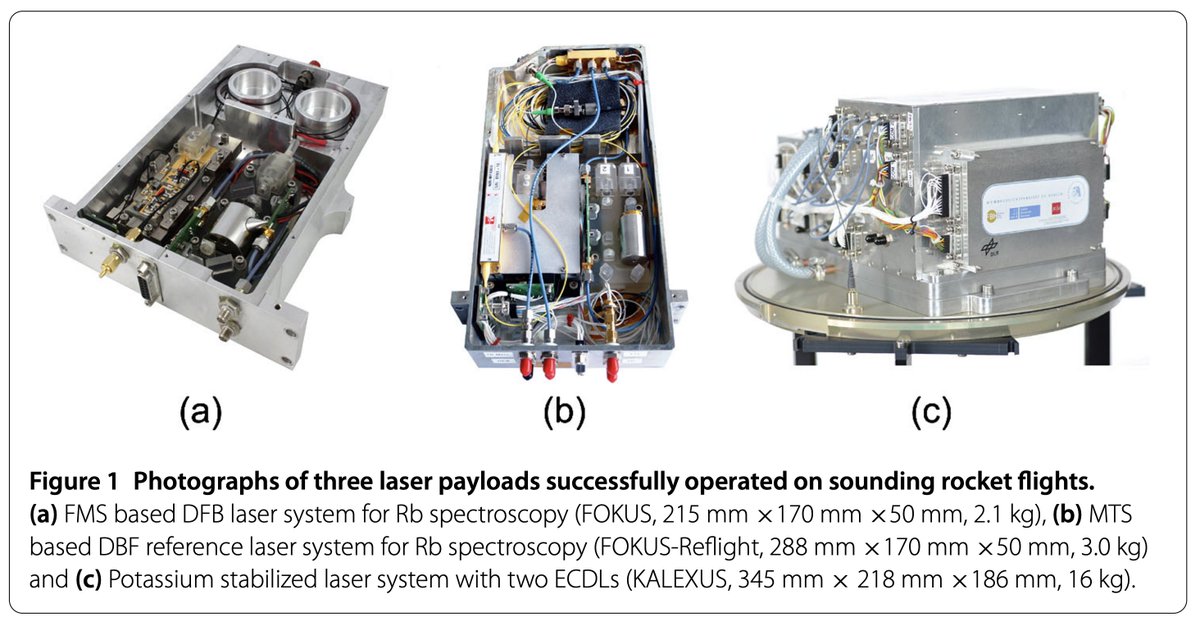 DLR
(a)
(b)
(c)
Figure 1 Photographs of three laser payloads successfully operated on sounding rocket flights.
(a) FMS based DFB laser system for Rb spectroscopy (FOKUS, 215 mm ×170 mm ×50 mm, 2.1 kg), (b) MTS
based DBF reference laser system for Rb spectroscopy (FOKUS-Reflight, 288 mm ×170 mm ×50 mm, 3.0 kg)
and (c) Potassium stabilized laser system with two ECDLs (KALEXUS, 345 mm × 218 mm ×186 mm, 16 kg).